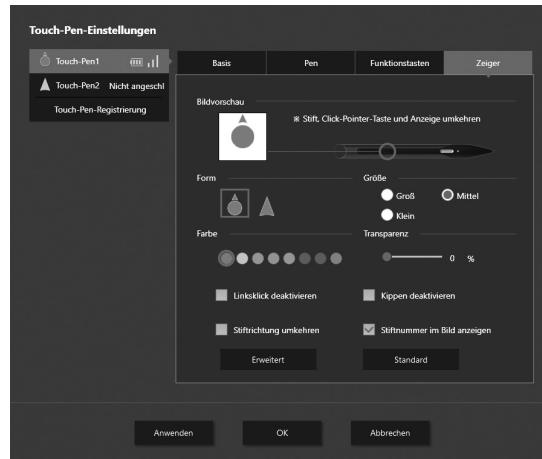 Touch-Pen-Einstellungen
Touch-Pen1
Touch-Pen2 Nicht angeschl
Touch-Pen-Registrierung
Basis
Pen
Funktionstasten
Zeiger
Bildvorschau
※ Stift, Click-Pointer-Taste und Anzeige umkehren
Form
Größe
Groß
Mittel
Klein
Farbe
Transparenz
0 %
Linksklick deaktivieren
Kippen deaktivieren
Stiftrichtung umkehren
Stiftnummer im Bild anzeigen
Erweitert
Standard
Anwenden
OK
Abbrechen